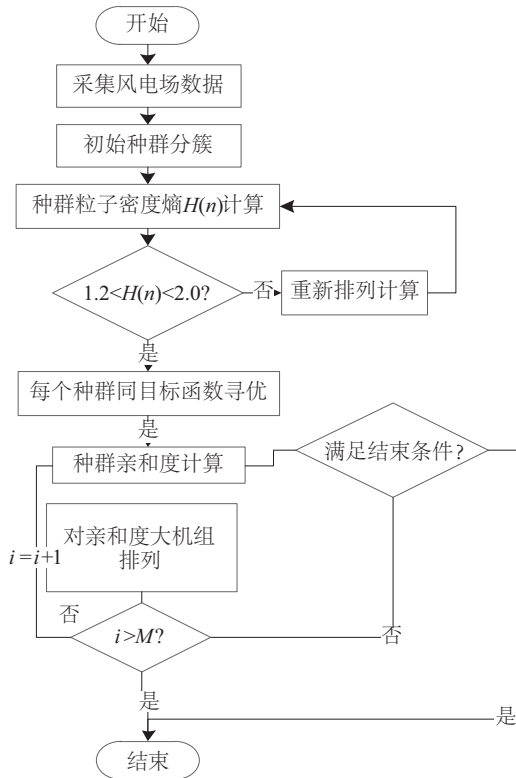 开始
采集风电场数据
初始种群分簇
种群粒子密度熵H(n)计算
1.2<H(n)<2.0?
否
重新排列计算
是
每个种群同目标函数寻优
是
种群亲和度计算
满足结束条件?
对亲和度大机组
排列
i=i+1
否
i>M?
否
是
是
结束